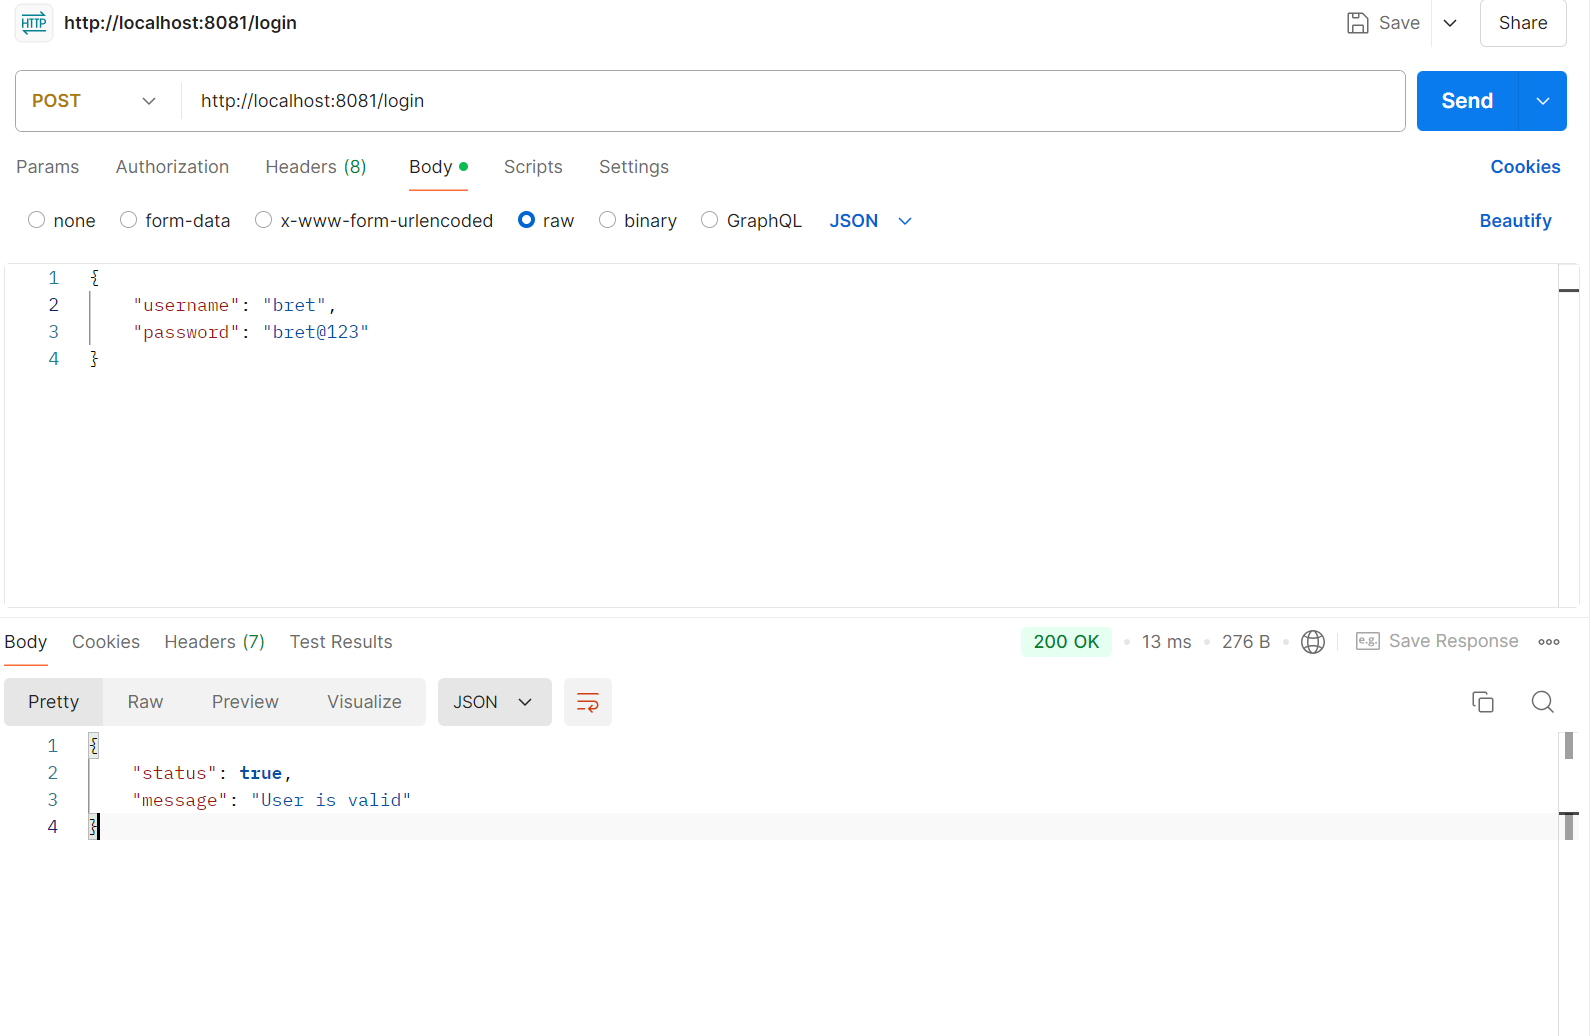 HTTP http://localhost:8081/login Save Share
POST http://localhost:8081/login Send
Params Authorization Headers (8) Body Scripts Settings Cookies
none form-data x-www-form-urlencoded raw binary GraphQL JSON Beautify
1 {
2 "username": "bret",
3 "password": "bret@123"
4 }
Body Cookies Headers (7) Test Results 200 OK • 13 ms • 276 B • e.g. Save Response
Pretty Raw Preview Visualize JSON
1 {
2 "status": true,
3 "message": "User is valid"
4 }